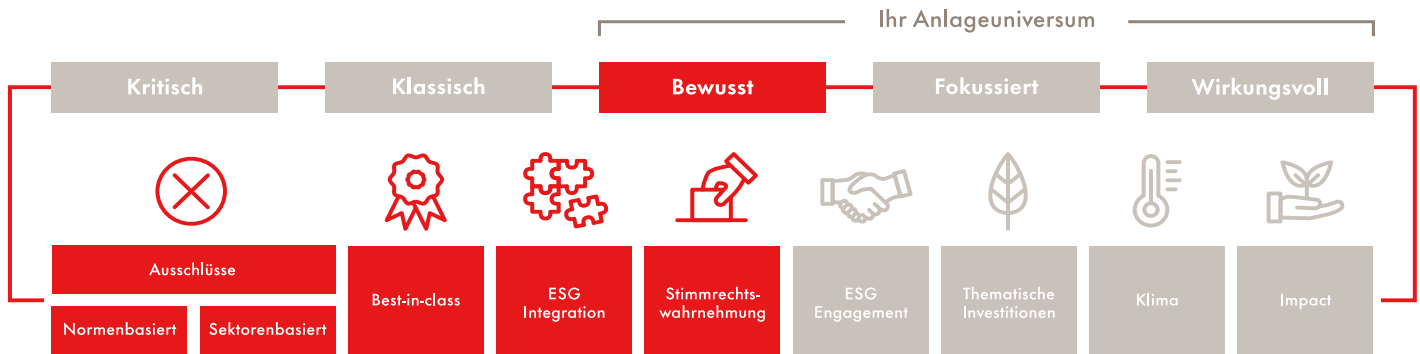 Ihr Anlageuniversum
Kritisch
Klassisch
Bewusst
Fokussiert
Wirkungsvoll
Ausschlüsse
Normenbasiert
Sektorenbasiert
Best-in-class
ESG
Integration
Stimmrechts-
wahrnehmung
ESG
Engagement
Thematische
Investitionen
Klima
Impact